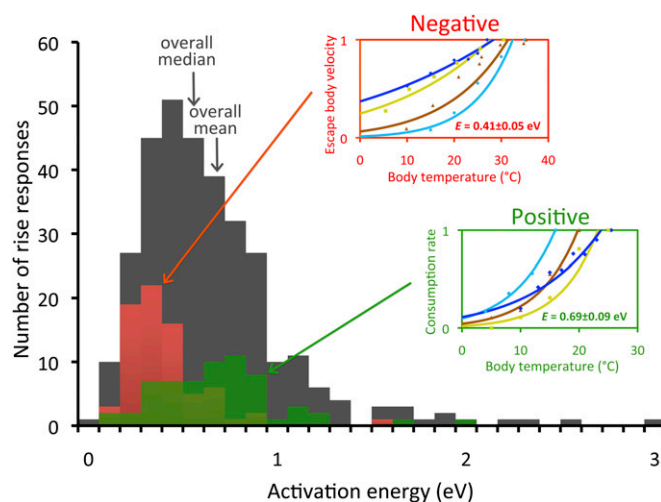 Negative
60
50
40
30
20
10
0
Number of rise responses
overall
median
overall
mean
1
0
Escape body velocity
E = 0.41±0.05 eV
0 10 20 30 40
Body temperature (°C)
Positive
1
0
Consumption rate
E = 0.69±0.09 eV
0 10 20 30
Body temperature (°C)
0 1 2 3
Activation energy (eV)